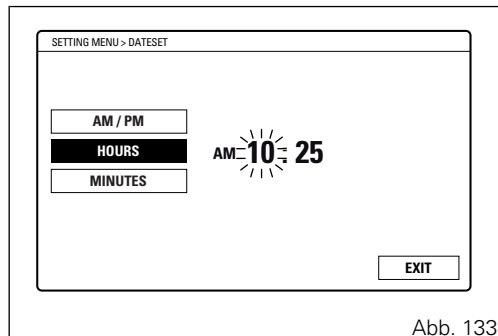 SETTING MENU > DATESET
AM / PM
HOURS
MINUTES
AM 10 : 25
EXIT
Abb. 133